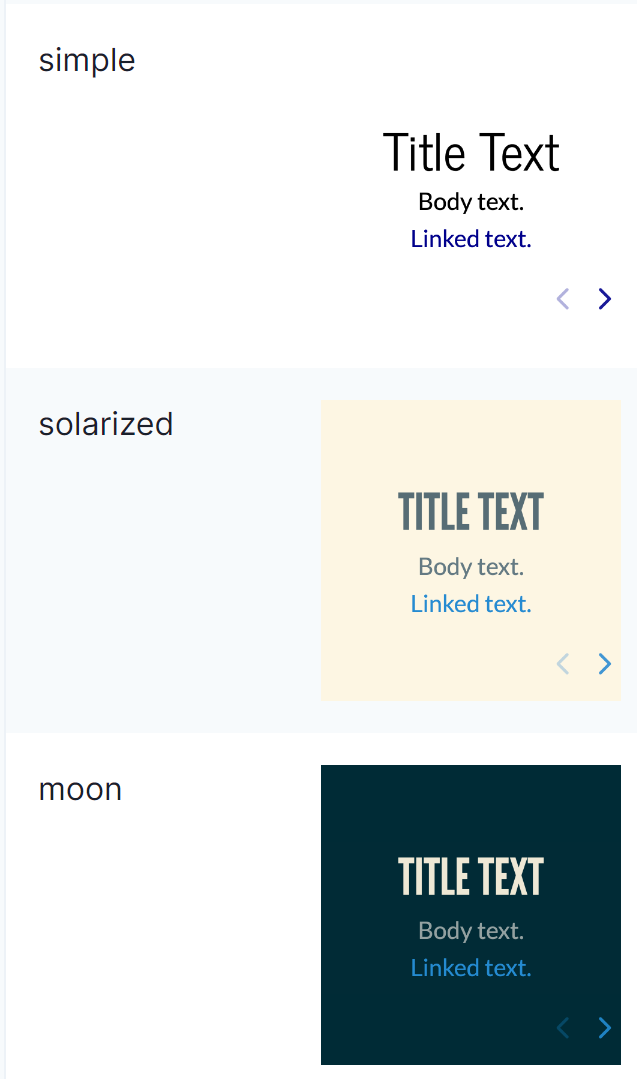 simple
Title Text
Body text.
Linked text.
solarized
TITLE TEXT
Body text.
Linked text.
moon
TITLE TEXT
Body text.
Linked text.